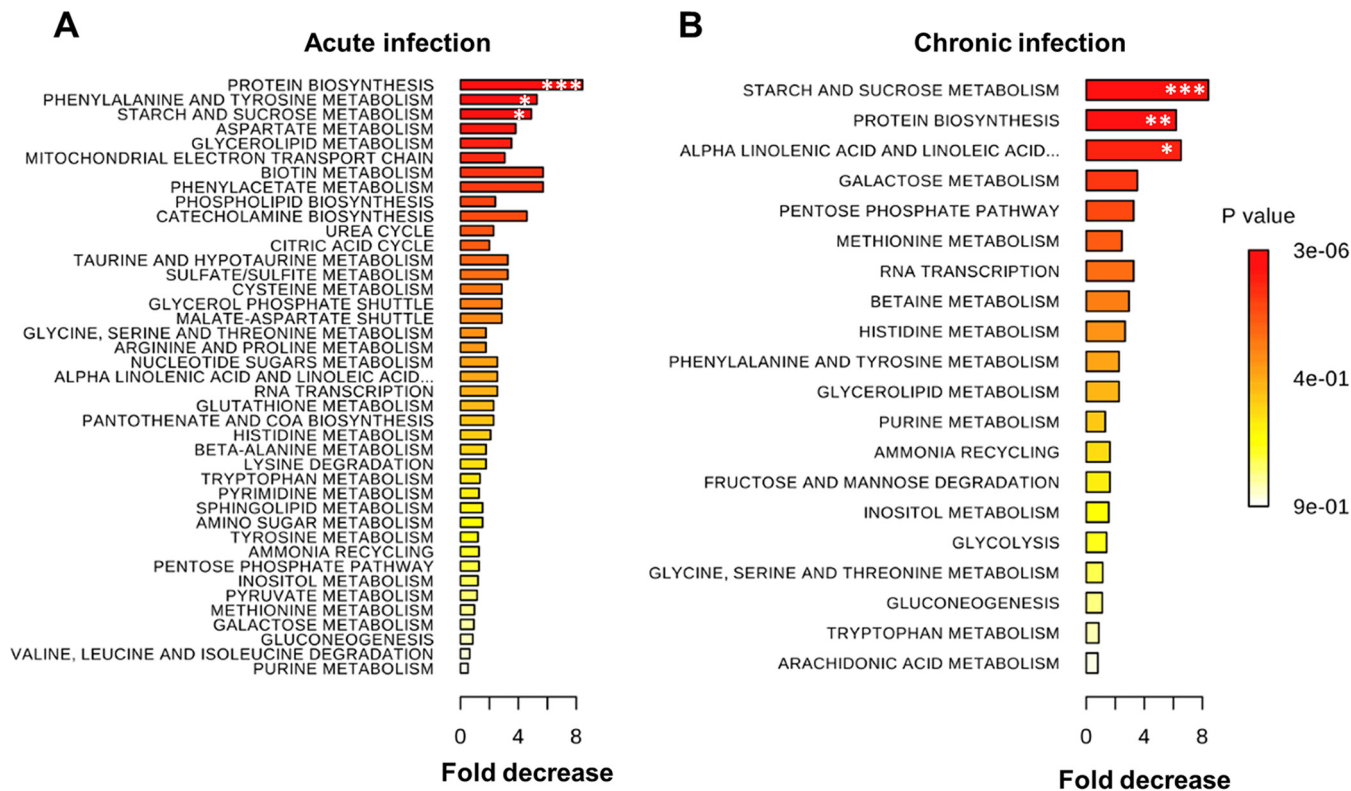 A
Acute infection
PROTEIN BIOSYNTHESIS
***
PHENYLALANINE AND TYROSINE METABOLISM
*
STARCH AND SUCROSE METABOLISM
*
ASPARTATE METABOLISM
GLYCEROLIPID METABOLISM
MITOCHONDRIAL ELECTRON TRANSPORT CHAIN
BIOTIN METABOLISM
PHENYLACETATE METABOLISM
PHOSPHOLIPID BIOSYNTHESIS
CATECHOLAMINE BIOSYNTHESIS
UREA CYCLE
CITRIC ACID CYCLE
TAURINE AND HYPOTAURINE METABOLISM
SULFATE/SULFITE METABOLISM
CYSTEINE METABOLISM
GLYCEROL PHOSPHATE SHUTTLE
MALATE-ASPARTATE SHUTTLE
GLYCINE, SERINE AND THREONINE METABOLISM
ARGININE AND PROLINE METABOLISM
NUCLEOTIDE SUGARS METABOLISM
ALPHA LINOLENIC ACID AND LINOLEIC ACID...
RNA TRANSCRIPTION
GLUTATHIONE METABOLISM
PANTOTHENATE AND COA BIOSYNTHESIS
HISTIDINE METABOLISM
BETA-ALANINE METABOLISM
LYSINE DEGRADATION
TRYPTOPHAN METABOLISM
PYRIMIDINE METABOLISM
SPHINGOLIPID METABOLISM
AMINO SUGAR METABOLISM
TYROSINE METABOLISM
AMMONIA RECYCLING
PENTOSE PHOSPHATE PATHWAY
INOSITOL METABOLISM
PYRUVATE METABOLISM
METHIONINE METABOLISM
GALACTOSE METABOLISM
GLUCONEOGENESIS
VALINE, LEUCINE AND ISOLEUCINE DEGRADATION
PURINE METABOLISM
0 4 8
Fold decrease
B
Chronic infection
STARCH AND SUCROSE METABOLISM
***
PROTEIN BIOSYNTHESIS
**
ALPHA LINOLENIC ACID AND LINOLEIC ACID...
*
GALACTOSE METABOLISM
PENTOSE PHOSPHATE PATHWAY
METHIONINE METABOLISM
RNA TRANSCRIPTION
BETAINE METABOLISM
HISTIDINE METABOLISM
PHENYLALANINE AND TYROSINE METABOLISM
GLYCEROLIPID METABOLISM
PURINE METABOLISM
AMMONIA RECYCLING
FRUCTOSE AND MANNOSE DEGRADATION
INOSITOL METABOLISM
GLYCOLYSIS
GLYCINE, SERINE AND THREONINE METABOLISM
GLUCONEOGENESIS
TRYPTOPHAN METABOLISM
ARACHIDONIC ACID METABOLISM
0 4 8
Fold decrease
P value
3e-06
4e-01
9e-01